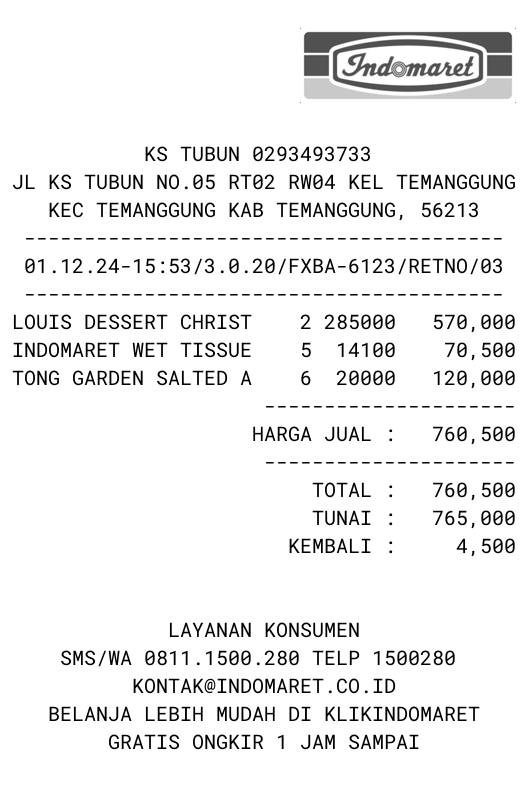 Indomaret
KS TUBUN 0293493733
JL KS TUBUN NO.05 RT02 RW04 KEL TEMANGGUNG
KEC TEMANGGUNG KAB TEMANGGUNG, 56213
----------------------------------------
01.12.24-15:53/3.0.20/FXBA-6123/RETNO/03
----------------------------------------
LOUIS DESSERT CHRIST 2 285000 570,000
INDOMARET WET TISSUE 5 14100 70,500
TONG GARDEN SALTED A 6 20000 120,000
---------------------
HARGA JUAL : 760,500
---------------------
TOTAL : 760,500
TUNAI : 765,000
KEMBALI : 4,500
LAYANAN KONSUMEN
SMS/WA 0811.1500.280 TELP 1500280
KONTAK@INDOMARET.CO.ID
BELANJA LEBIH MUDAH DI KLIKINDOMARET
GRATIS ONGKIR 1 JAM SAMPAI